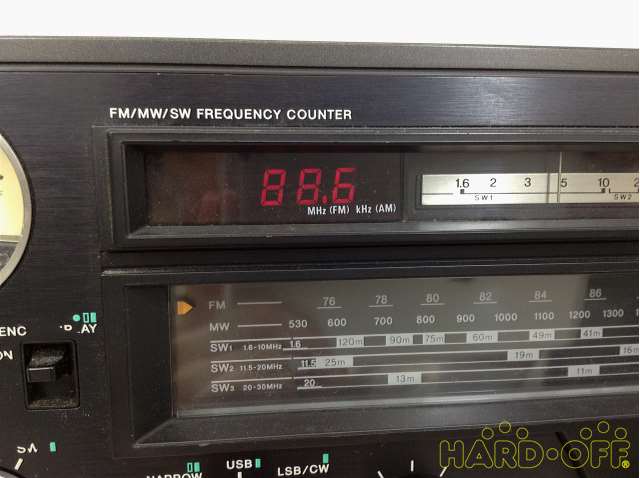 FM/MW/SW FREQUENCY COUNTER
88.6
MHz (FM) kHz (AM)
1.6 2 3 5 10
SW1 SW2
FM 76 78 80 82 84 86
MW 530 600 700 800 900 1000 1100 1200 1300
SW1 1.6-10MHz 1.6 120m 90m 75m 60m 49m 41m
SW2 11.5-20MHz 11.5 25m 19m 16m
SW3 20-30MHz 20 13m 11m
ENC
ON
USB
LSB/CW
NARROW
HARD·OFF